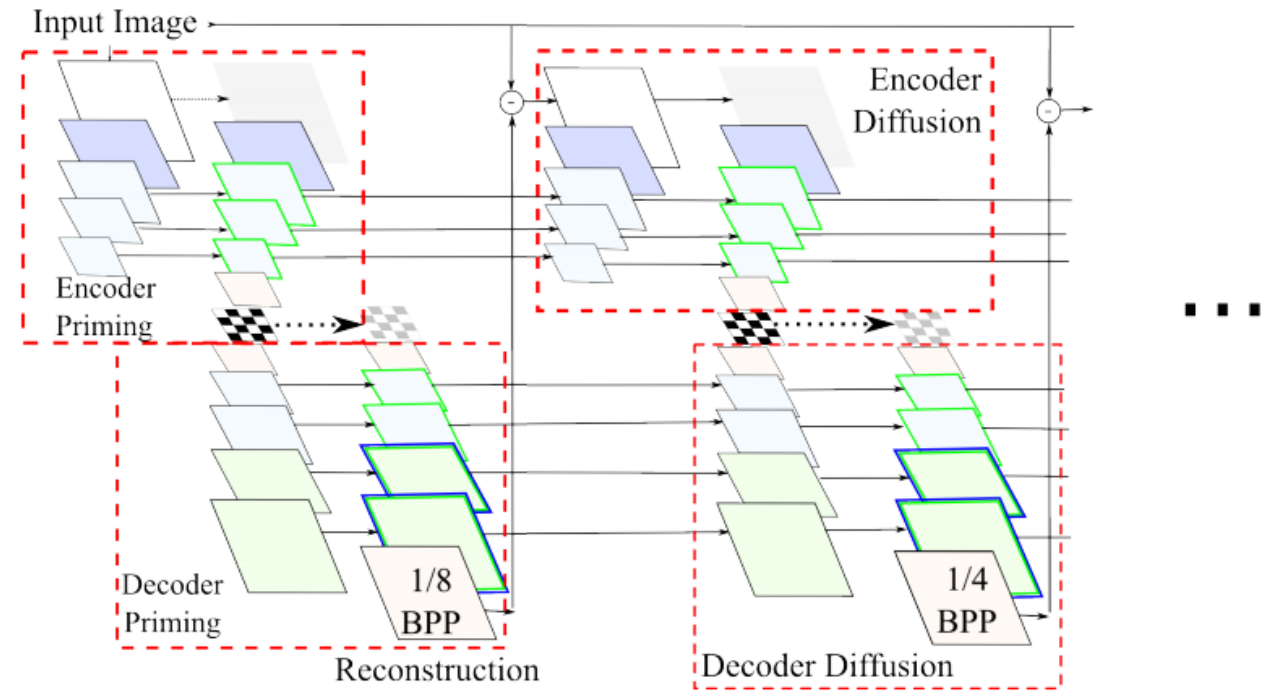 Input Image
Encoder
Diffusion
-
-
Encoder
Priming
. . .
1/8
BPP
1/4
BPP
Decoder
Priming
Reconstruction
Decoder Diffusion